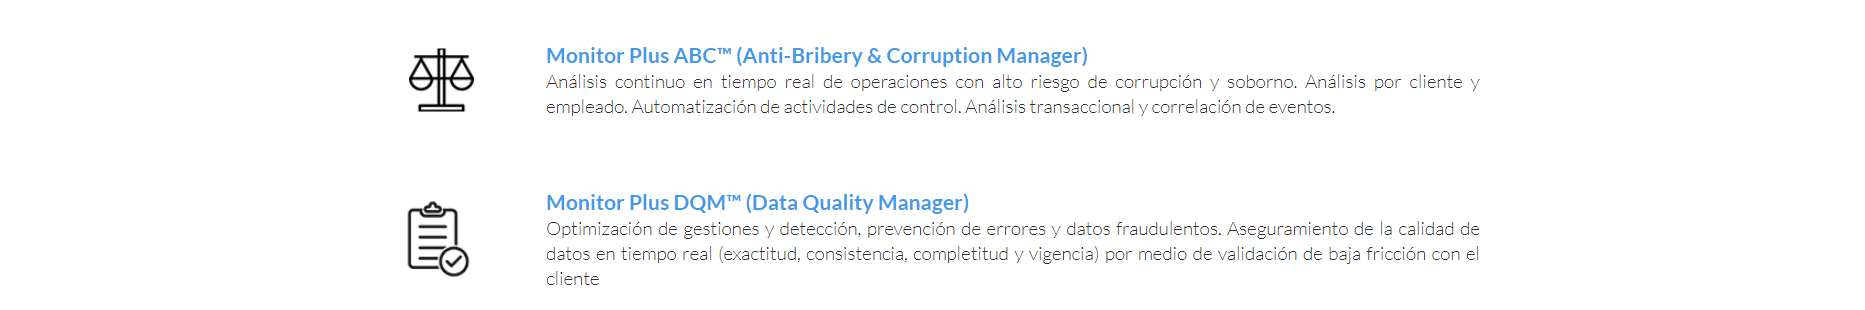 Monitor Plus ABC™ (Anti-Bribery & Corruption Manager)
Análisis continuo en tiempo real de operaciones con alto riesgo de corrupción y soborno. Análisis por cliente y
empleado. Automatización de actividades de control. Análisis transaccional y correlación de eventos.
Monitor Plus DQM™ (Data Quality Manager)
Optimización de gestiones y detección, prevención de errores y datos fraudulentos. Aseguramiento de la calidad de
datos en tiempo real (exactitud, consistencia, completitud y vigencia) por medio de validación de baja fricción con el
cliente